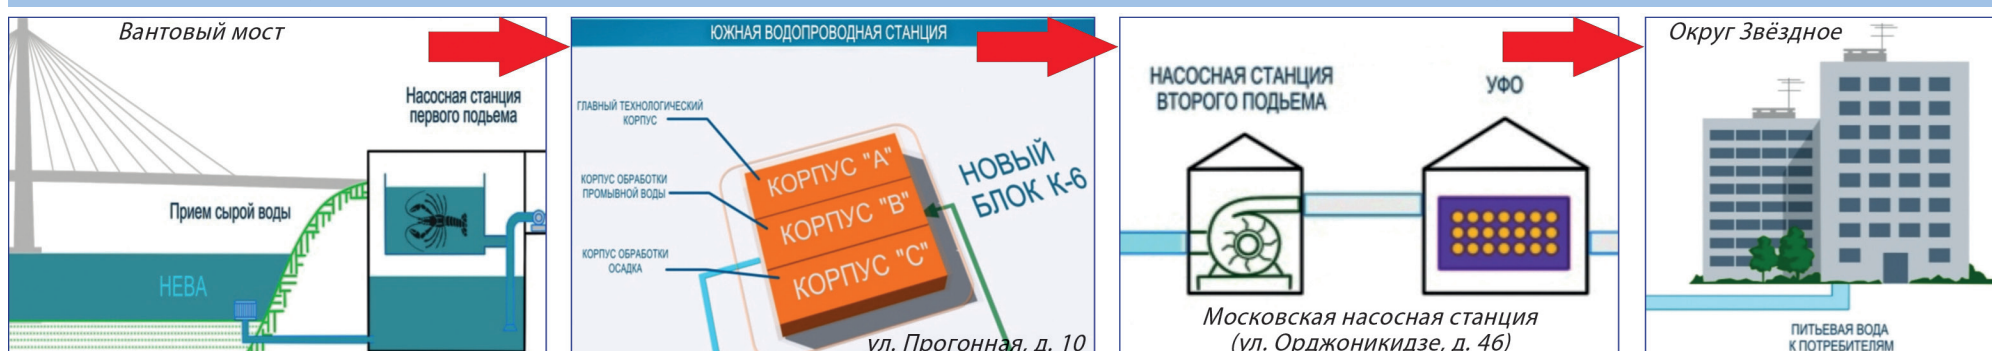 Вантовый мост
Насосная станция
первого подьема
Прием сырой воды
НЕВА
ЮЖНАЯ ВОДОПРОВОДНАЯ СТАНЦИЯ
ГЛАВНЫЙ ТЕХНОЛОГИЧЕСКИЙ
КОРПУС
КОРПУС ОБРАБОТКИ
ПРОМЫВНОЙ ВОДЫ
КОРПУС ОБРАБОТКИ
ОСАДКА
КОРПУС "А"
КОРПУС "В"
КОРПУС "С"
НОВЫЙ
БЛОК К-6
ул. Прогонная, д. 10
НАСОСНАЯ СТАНЦИЯ
ВТОРОГО ПОДЬЕМА
УФО
Московская насосная станция
(ул. Орджоникидзе, д. 46)
Округ Звёздное
ПИТЬЕВАЯ ВОДА
К ПОТРЕБИТЕЛЯМ